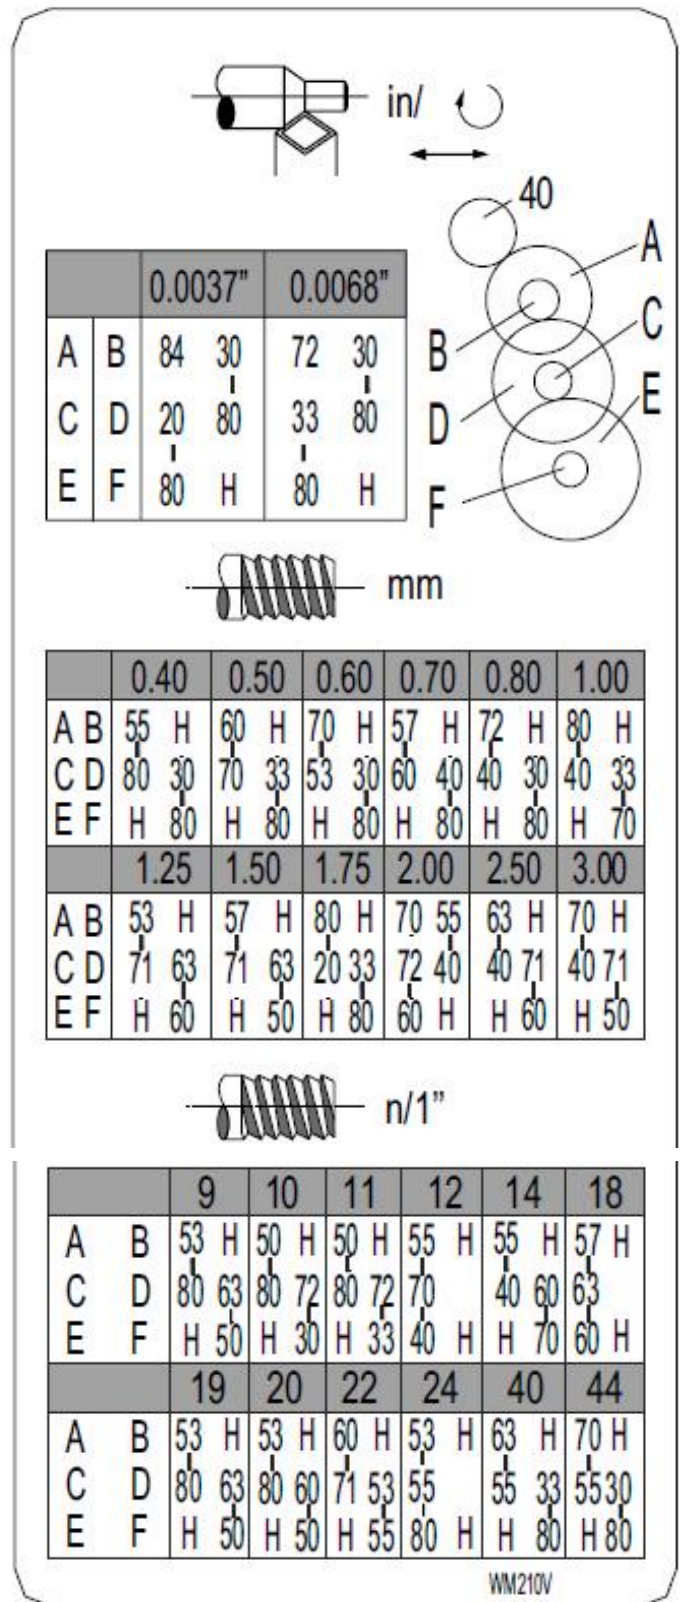 in/
40
A
B
C
D
E
F
0.0037” 0.0068”
A B 84 30 72 30
C D 20 80 33 80
E F 80 H 80 H
mm
0.40 0.50 0.60 0.70 0.80 1.00
A B 55 H 60 H 70 H 57 H 72 H 80 H
C D 80 30 70 33 53 30 60 40 40 30 40 33
E F H 80 H 80 H 80 H 80 H 80 H 70
1.25 1.50 1.75 2.00 2.50 3.00
A B 53 H 57 H 80 H 70 55 63 H 70 H
C D 71 63 71 63 20 33 72 40 40 71 40 71
E F H 60 H 50 H 80 60 H H 60 H 50
n/1”
9 10 11 12 14 18
A B 53 H 50 H 50 H 55 H 55 H 57 H
C D 80 63 80 72 80 72 70 40 60 63
E F H 50 H 30 H 33 40 H H 70 60 H
19 20 22 24 40 44
A B 53 H 53 H 60 H 53 H 63 H 70 H
C D 80 63 80 60 71 53 55 55 33 55 30
E F H 50 H 50 H 55 80 H H 80 H 80
WM210V